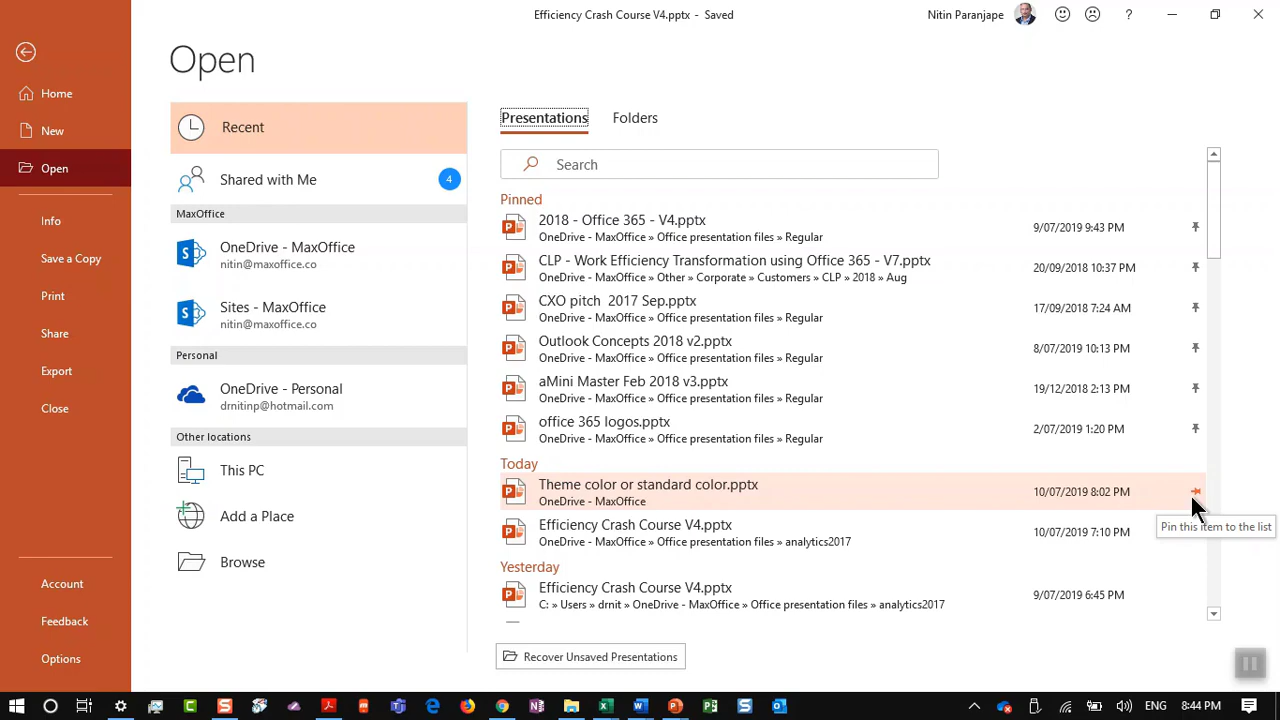 Efficiency Crash Course V4.pptx - Saved
Nitin Paranjape
?
Home
New
Open
Info
Save a Copy
Print
Share
Export
Close
Account
Feedback
Options
Open
Recent
Shared with Me 4
MaxOffice
OneDrive - MaxOffice
nitin@maxoffice.co
Sites - MaxOffice
nitin@maxoffice.co
Personal
OneDrive - Personal
drnitinp@hotmail.com
Other locations
This PC
Add a Place
Browse
Presentations Folders
Search
Pinned
2018 - Office 365 - V4.pptx
OneDrive - MaxOffice » Office presentation files » Regular
9/07/2019 9:43 PM
CLP - Work Efficiency Transformation using Office 365 - V7.pptx
OneDrive - MaxOffice » Other » Corporate » Customers » CLP » 2018 » Aug
20/09/2018 10:37 PM
CXO pitch 2017 Sep.pptx
OneDrive - MaxOffice » Office presentation files » Regular
17/09/2018 7:24 AM
Outlook Concepts 2018 v2.pptx
OneDrive - MaxOffice » Office presentation files » Regular
8/07/2019 10:13 PM
aMini Master Feb 2018 v3.pptx
OneDrive - MaxOffice » Office presentation files » Regular
19/12/2018 2:13 PM
office 365 logos.pptx
OneDrive - MaxOffice » Office presentation files » Regular
2/07/2019 1:20 PM
Today
Theme color or standard color.pptx
OneDrive - MaxOffice
10/07/2019 8:02 PM
Pin this item to the list
Efficiency Crash Course V4.pptx
OneDrive - MaxOffice » Office presentation files » analytics2017
10/07/2019 7:10 PM
Yesterday
Efficiency Crash Course V4.pptx
C: » Users » drnit » OneDrive - MaxOffice » Office presentation files » analytics2017
9/07/2019 6:45 PM
Recover Unsaved Presentations
ENG 8:44 PM